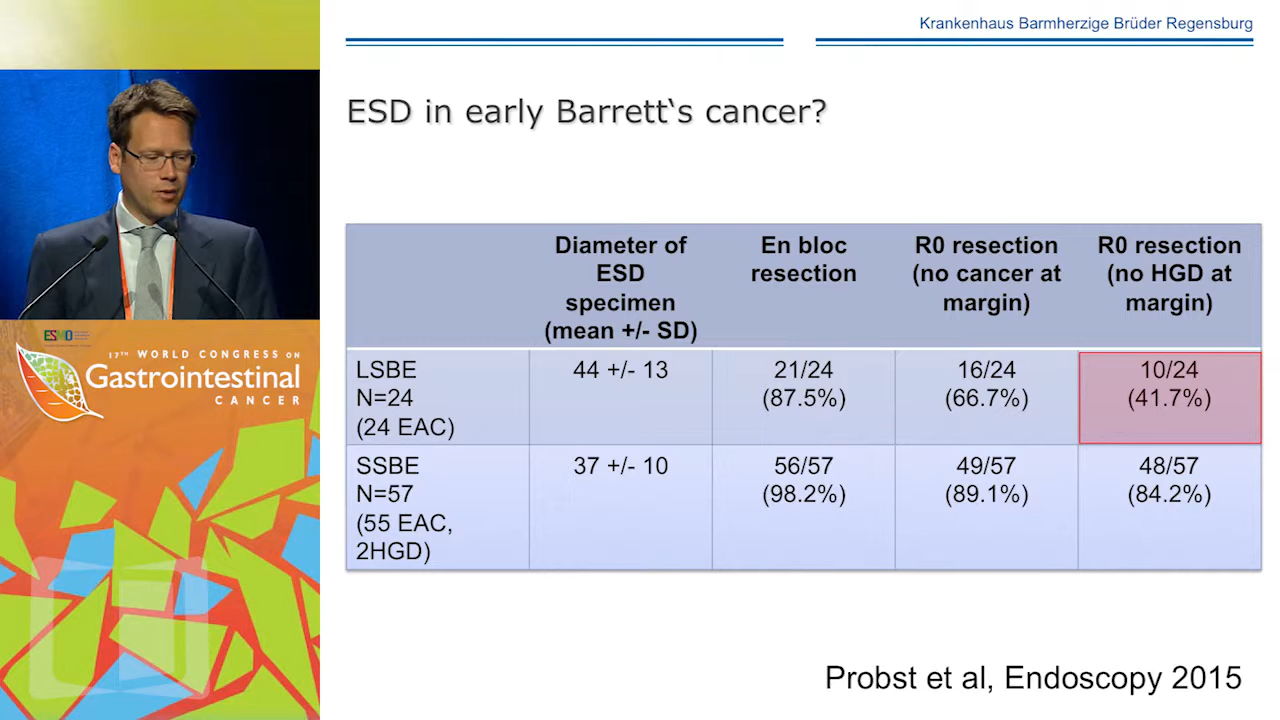 Krankenhaus Barmherzige Brüder Regensburg
ESD in early Barrett‘s cancer?
Diameter of
ESD
specimen
(mean +/- SD)
En bloc
resection
R0 resection
(no cancer at
margin)
R0 resection
(no HGD at
margin)
LSBE
N=24
(24 EAC)
44 +/- 13
21/24
(87.5%)
16/24
(66.7%)
10/24
(41.7%)
SSBE
N=57
(55 EAC,
2HGD)
37 +/- 10
56/57
(98.2%)
49/57
(89.1%)
48/57
(84.2%)
Probst et al, Endoscopy 2015
ESMO
17TH WORLD CONGRESS ON
Gastrointestinal
CANCER